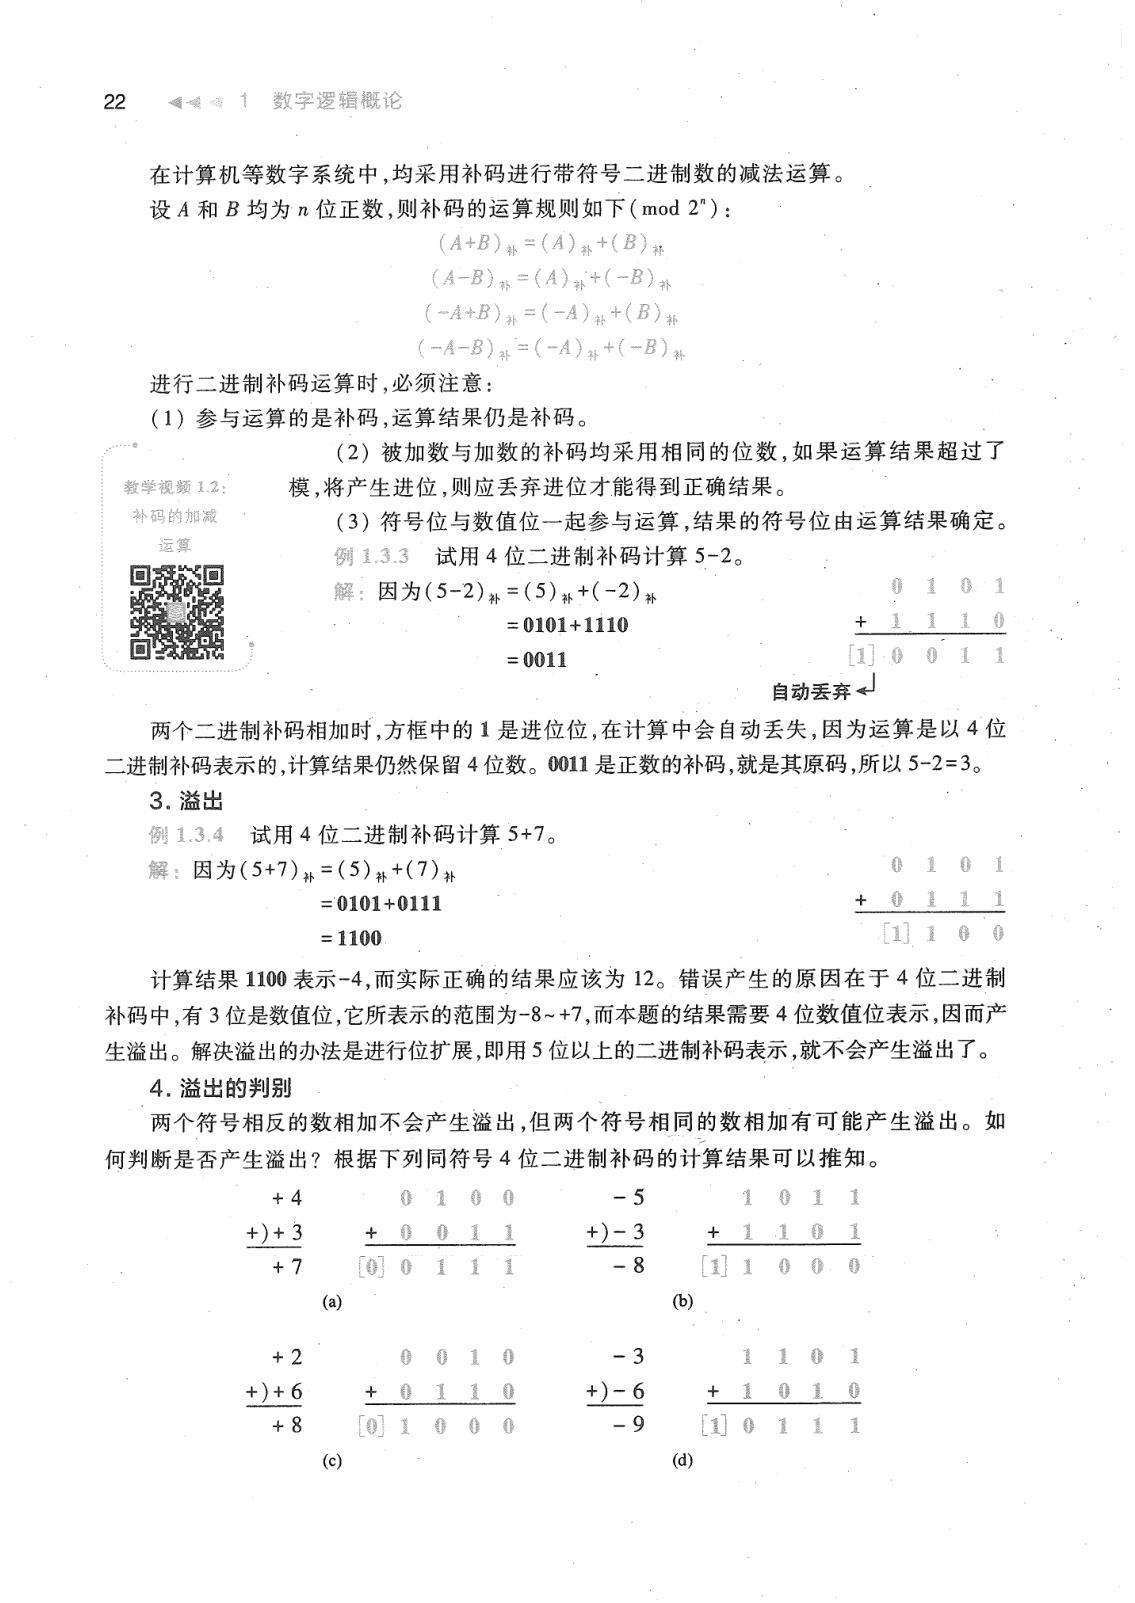 22 1 数字逻辑概论
在计算机等数字系统中,均采用补码进行带符号二进制数的减法运算。
设 A 和 B 均为 n 位正数,则补码的运算规则如下(mod 2ⁿ):
(A+B)补=(A)补+(B)补
(A-B)补=(A)补+(-B)补
(-A+B)补=(-A)补+(B)补
(-A-B)补=(-A)补+(-B)补
进行二进制补码运算时,必须注意:
(1) 参与运算的是补码,运算结果仍是补码。
(2) 被加数与加数的补码均采用相同的位数,如果运算结果超过了
模,将产生进位,则应丢弃进位才能得到正确结果。
(3) 符号位与数值位一起参与运算,结果的符号位由运算结果确定。
教学视频 1.2:
补码的加减
运算
例 1.3.3 试用 4 位二进制补码计算 5-2。
解: 因为(5-2)补=(5)补+(-2)补
=0101+1110
=0011
0 1 0 1
+ 1 1 1 0
[1] 0 0 1 1
自动丢弃
两个二进制补码相加时,方框中的 1 是进位位,在计算中会自动丢失,因为运算是以 4 位
二进制补码表示的,计算结果仍然保留 4 位数。0011 是正数的补码,就是其原码,所以 5-2=3。
3. 溢出
例 1.3.4 试用 4 位二进制补码计算 5+7。
解: 因为(5+7)补=(5)补+(7)补
=0101+0111
=1100
0 1 0 1
+ 0 1 1 1
[1] 1 0 0
计算结果 1100 表示-4,而实际正确的结果应该为 12。错误产生的原因在于 4 位二进制
补码中,有 3 位是数值位,它所表示的范围为-8~+7,而本题的结果需要 4 位数值位表示,因而产
生溢出。解决溢出的办法是进行位扩展,即用 5 位以上的二进制补码表示,就不会产生溢出了。
4. 溢出的判别
两个符号相反的数相加不会产生溢出,但两个符号相同的数相加有可能产生溢出。如
何判断是否产生溢出? 根据下列同符号 4 位二进制补码的计算结果可以推知。
+4 0 1 0 0 -5 1 0 1 1
+)+3 + 0 0 1 1 +)-3 + 1 1 0 1
+7 [0] 0 1 1 1 -8 [1] 1 0 0 0
(a) (b)
+2 0 0 1 0 -3 1 1 0 1
+)+6 + 0 1 1 0 +)-6 + 1 0 1 0
+8 [0] 1 0 0 0 -9 [1] 0 1 1 1
(c) (d)